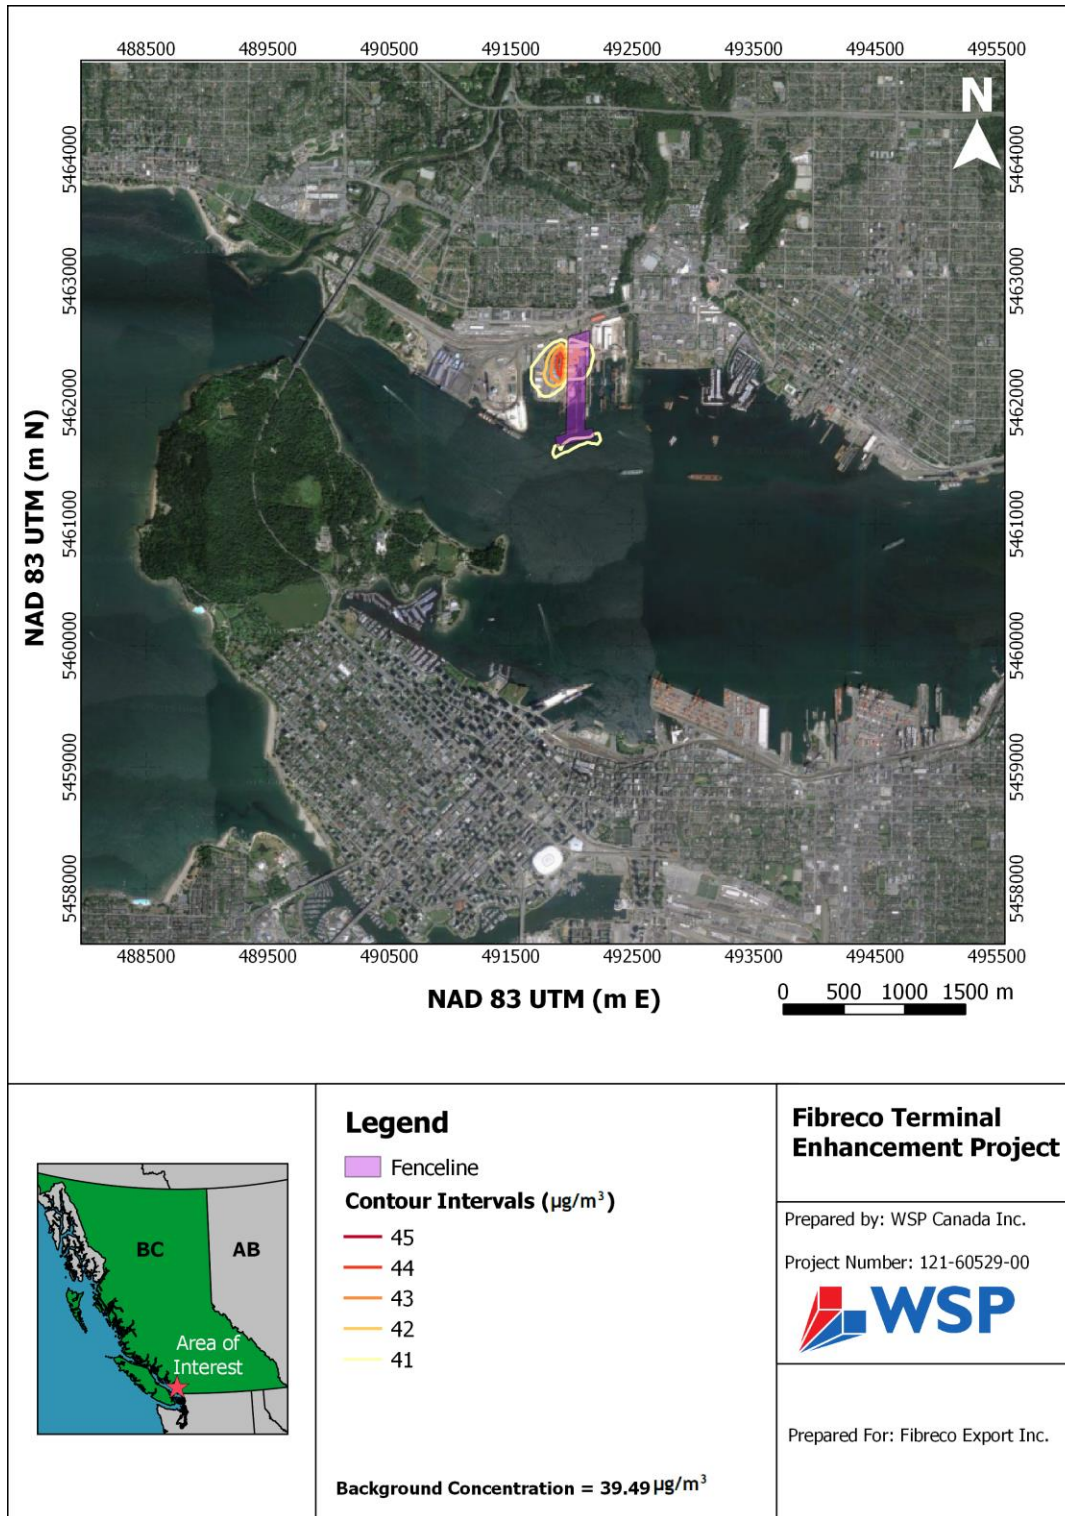 488500 489500 490500 491500 492500 493500 494500 495500
N
5464000
5463000
5462000
5461000
5460000
5459000
5458000
NAD 83 UTM (m N)
5464000
5463000
5462000
5461000
5460000
5459000
5458000
488500 489500 490500 491500 492500 493500 494500 495500
NAD 83 UTM (m E)
0 500 1000 1500 m
BC
AB
Area of
Interest
Legend
Fenceline
Contour Intervals (µg/m³)
45
44
43
42
41
Background Concentration = 39.49 µg/m³
Fibreco Terminal
Enhancement Project
Prepared by: WSP Canada Inc.
Project Number: 121-60529-00
WSP
Prepared For: Fibreco Export Inc.